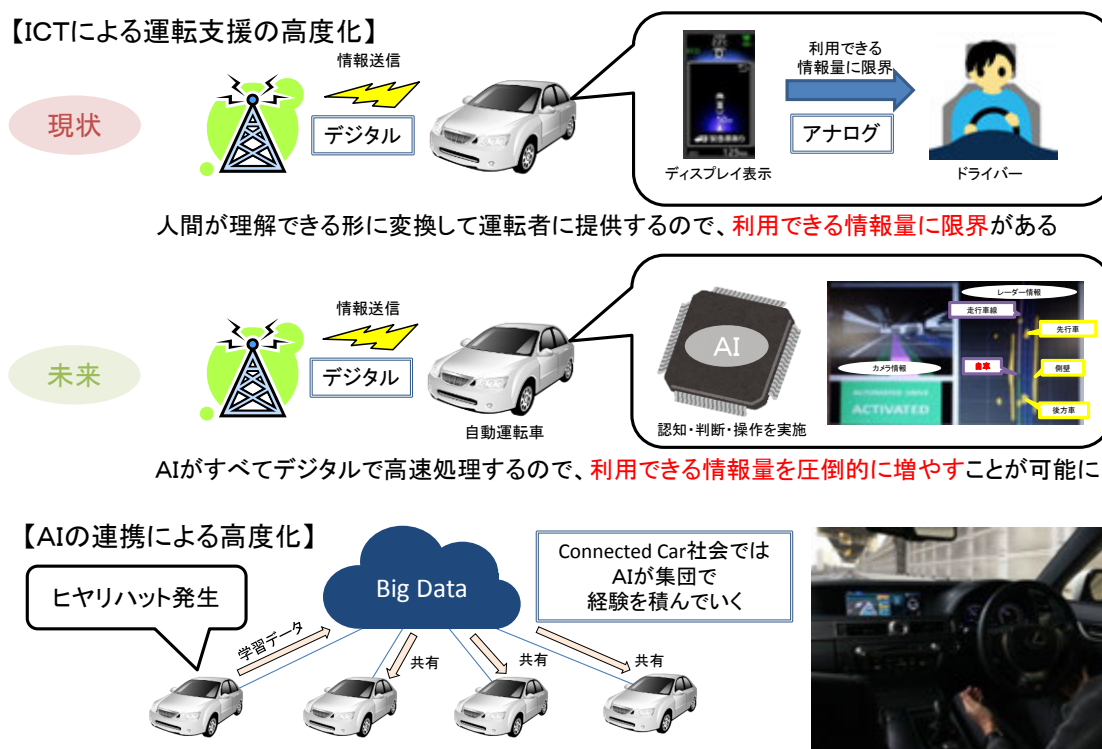 【ICTによる運転支援の高度化】
現状
情報送信
デジタル
利用できる
情報量に限界
アナログ
ディスプレイ表示
ドライバー
人間が理解できる形に変換して運転者に提供するので、利用できる情報量に限界がある
未来
情報送信
デジタル
自動運転車
AI
認知・判断・操作を実施
レーダー情報
走行車線
先行車
カメラ情報
自車
側壁
後方車
AUTOMATED DRIVE
ACTIVATED
AIがすべてデジタルで高速処理するので、利用できる情報量を圧倒的に増やすことが可能に
【AIの連携による高度化】
ヒヤリハット発生
Big Data
Connected Car社会では
AIが集団で
経験を積んでいく
学習データ
共有
共有
共有